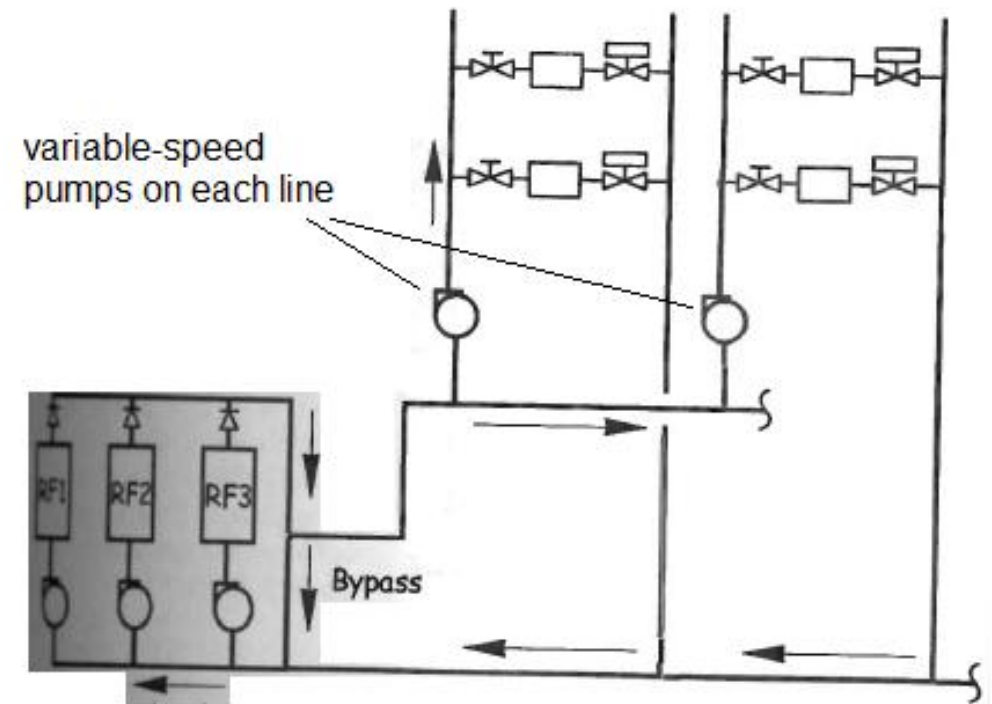 variable-speed
pumps on each line
RF1
RF2
RF3
Bypass